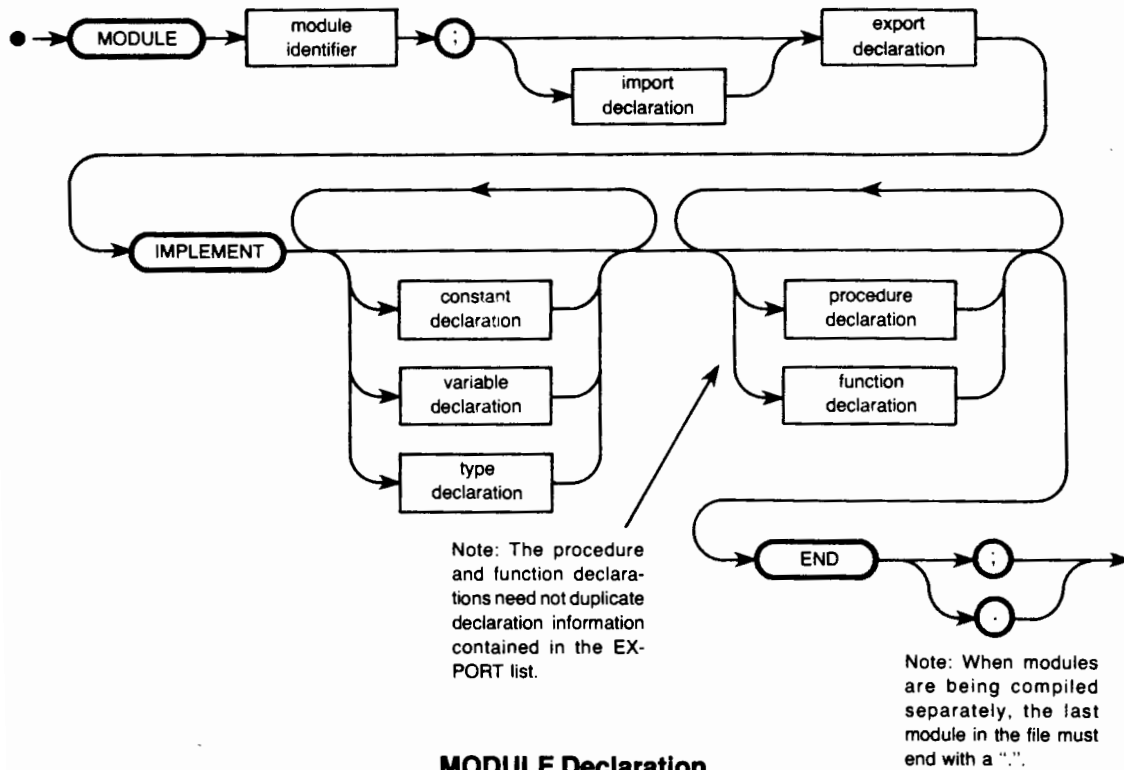 MODULE
module
identifier
;
import
declaration
export
declaration
IMPLEMENT
constant
declaration
variable
declaration
type
declaration
procedure
declaration
function
declaration
Note: The procedure
and function declara-
tions need not duplicate
declaration information
contained in the EX-
PORT list.
END
;
.
Note: When modules
are being compiled
separately, the last
module in the file must
end with a ".".
MODULE Declaration